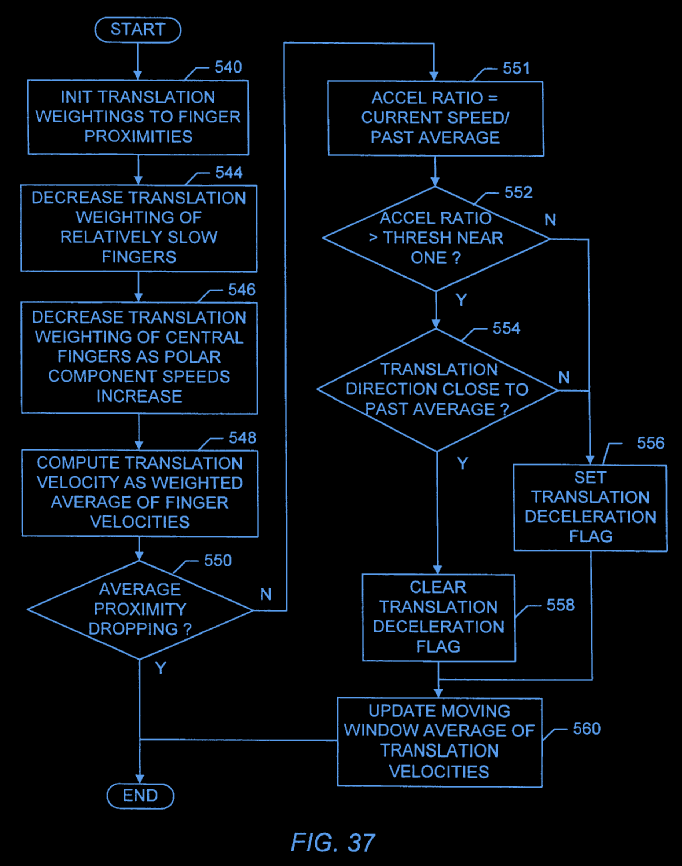 START
540
INIT TRANSLATION
WEIGHTINGS TO FINGER
PROXIMITIES
544
DECREASE TRANSLATION
WEIGHTING OF
RELATIVELY SLOW
FINGERS
546
DECREASE TRANSLATION
WEIGHTING OF CENTRAL
FINGERS AS POLAR
COMPONENT SPEEDS
INCREASE
548
COMPUTE TRANSLATION
VELOCITY AS WEIGHTED
AVERAGE OF FINGER
VELOCITIES
550
AVERAGE
PROXIMITY
DROPPING ?
N
Y
551
ACCEL RATIO =
CURRENT SPEED/
PAST AVERAGE
552
ACCEL RATIO
> THRESH NEAR
ONE ?
N
Y
554
TRANSLATION
DIRECTION CLOSE TO
PAST AVERAGE ?
N
Y
556
SET
TRANSLATION
DECELERATION
FLAG
CLEAR
TRANSLATION
DECELERATION
FLAG
558
UPDATE MOVING
WINDOW AVERAGE OF
TRANSLATION
VELOCITIES
560
END
FIG. 37